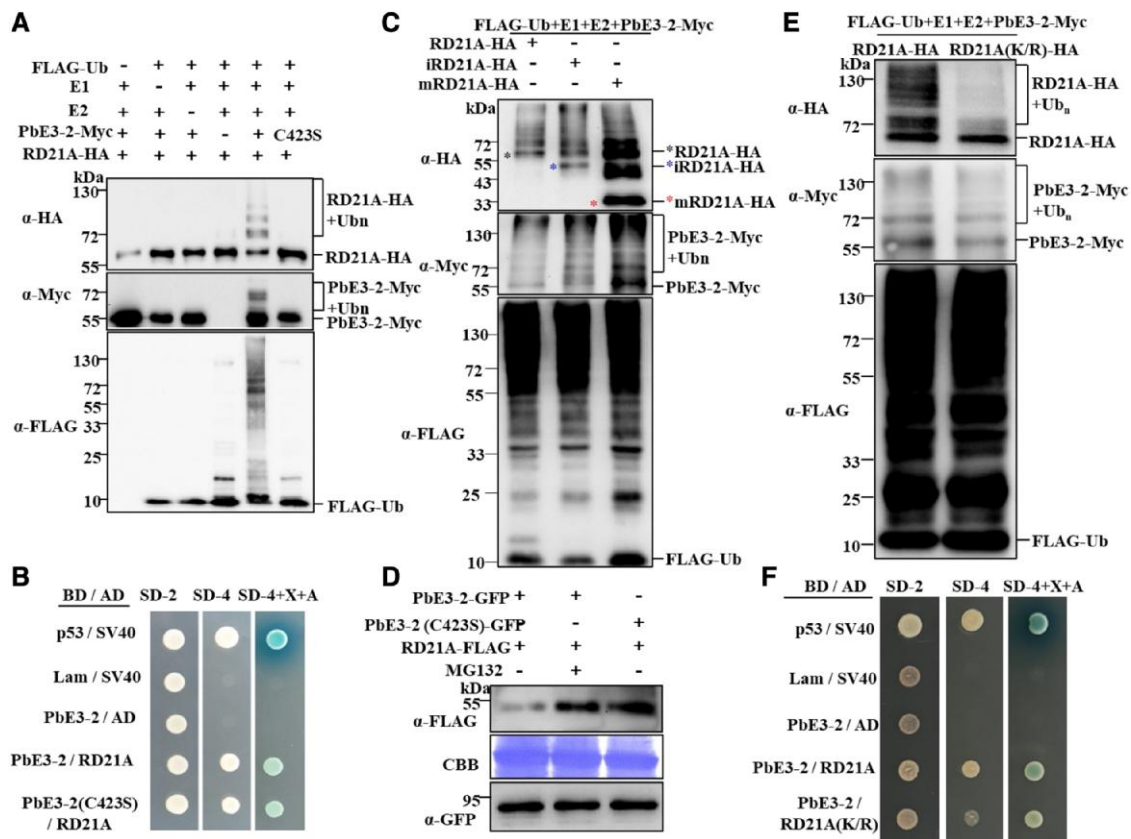 A
FLAG-Ub - + + + + +
E1 + - + + + +
E2 + + - + + +
PbE3-2-Myc + + + - + C423S
RD21A-HA + + + + + +
kDa
130
α-HA
72
55
RD21A-HA
+Ubn
RD21A-HA
α-Myc
72
55
PbE3-2-Myc
+Ubn
PbE3-2-Myc
130
72
55
α-FLAG
33
25
10
FLAG-Ub
B
BD / AD SD-2 SD-4 SD-4+X+A
p53 / SV40
Lam / SV40
PbE3-2 / AD
PbE3-2 / RD21A
PbE3-2(C423S)
/ RD21A
C
FLAG-Ub+E1+E2+PbE3-2-Myc
RD21A-HA + - -
iRD21A-HA - + -
mRD21A-HA - - +
kDa
72
α-HA
55
43
33
*
*
*
*RD21A-HA
*iRD21A-HA
*mRD21A-HA
130
α-Myc
72
55
PbE3-2-Myc
+Ubn
PbE3-2-Myc
130
72
55
α-FLAG
33
25
10
FLAG-Ub
D
PbE3-2-GFP + + -
PbE3-2 (C423S)-GFP - - +
RD21A-FLAG + + +
MG132 - + -
kDa
55
α-FLAG
CBB
95
α-GFP
E
FLAG-Ub+E1+E2+PbE3-2-Myc
RD21A-HA RD21A(K/R)-HA
kDa
130
α-HA
72
RD21A-HA
+Ubn
RD21A-HA
130
α-Myc
72
55
PbE3-2-Myc
+Ubn
PbE3-2-Myc
130
72
55
α-FLAG
33
25
10
FLAG-Ub
F
BD / AD SD-2 SD-4 SD-4+X+A
p53 / SV40
Lam / SV40
PbE3-2 / AD
PbE3-2 / RD21A
PbE3-2 /
RD21A(K/R)